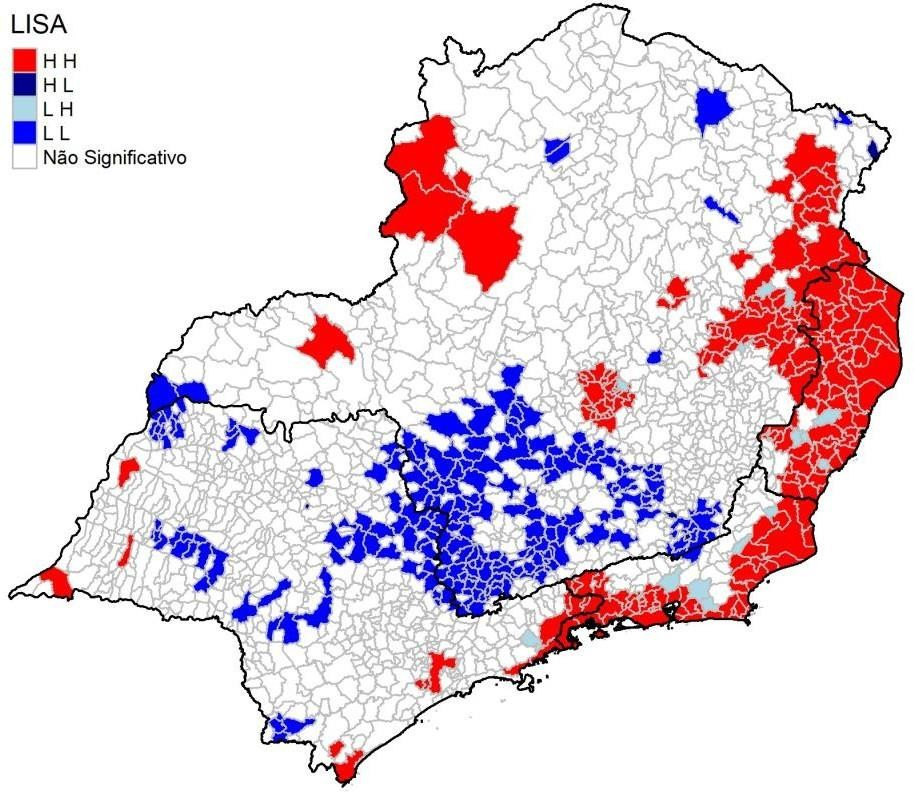 LISA
H H
H L
L H
L L
Não Significativo